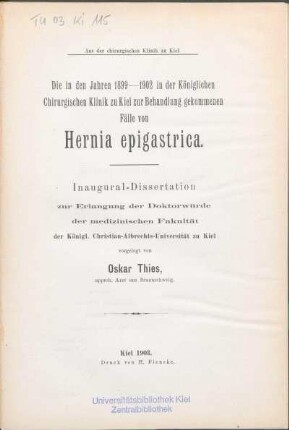 TU 03 Ki 115
Aus der chirurgischen Klinik zu Kiel
Die in den Jahren 1899—1902 in der Königlichen
Chirurgischen Klinik zu Kiel zur Behandlung gekommenen
Fälle von
Hernia epigastrica.
Inaugural-Dissertation
zur Erlangung der Doktorwürde
der medizinischen Fakultät
der Königl. Christian-Albrechts-Universität zu Kiel
vorgelegt von
Oskar Thies,
approb. Arzt aus Braunschweig.
Kiel 1903.
Druck von H. Fiencke.
Universitätsbibliothek Kiel
Zentralbibliothek